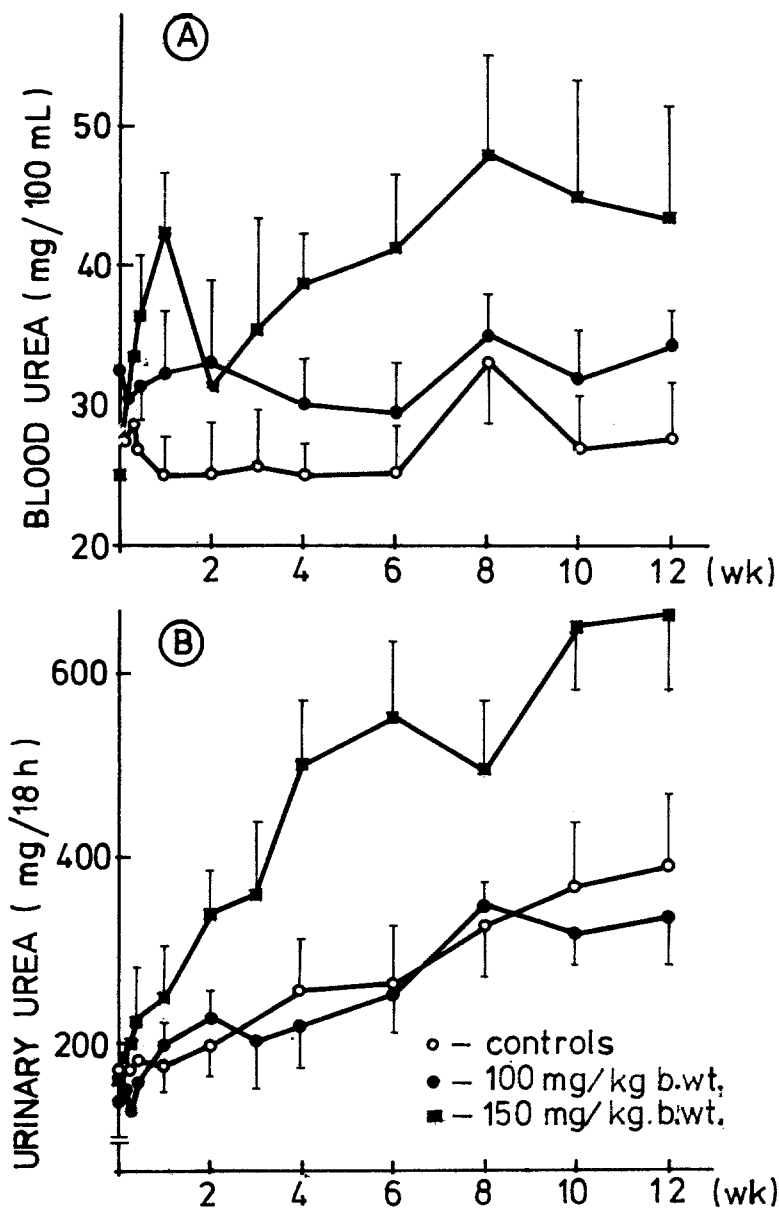 A
BLOOD UREA ( mg / 100 mL )
50
40
30
20
2 4 6 8 10 12 (wk)
B
URINARY UREA ( mg /18 h )
600
400
200
o – controls
● – 100 mg/kg b.wt.
■ – 150 mg/kg.b.wt.
2 4 6 8 10 12 (wk)